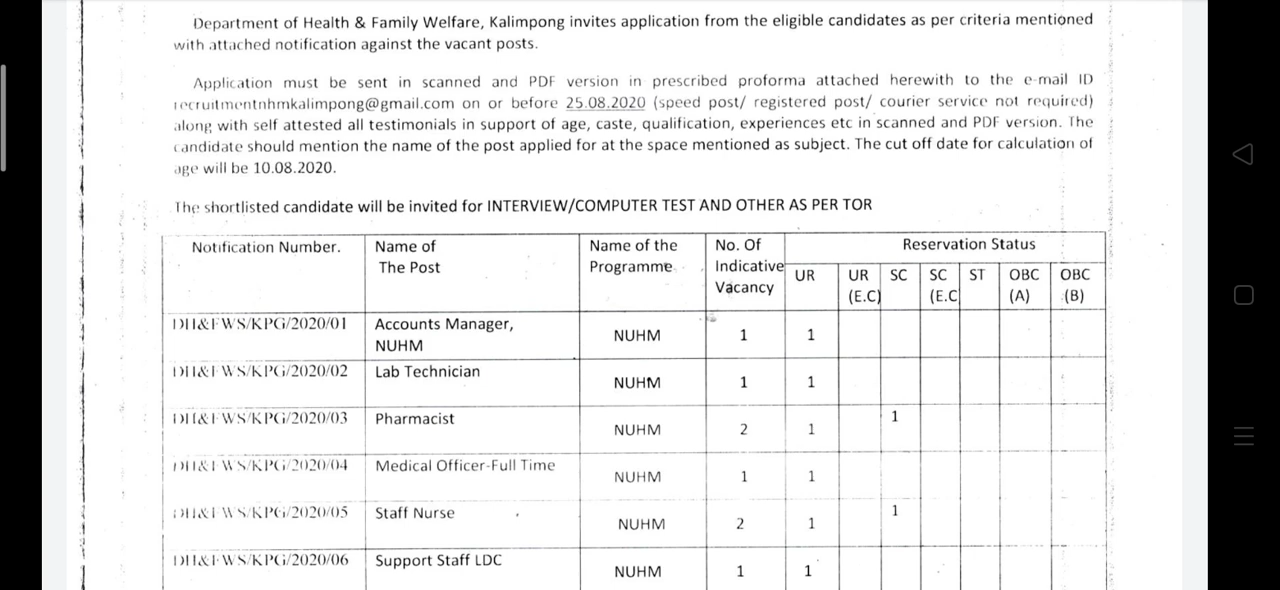 Department of Health & Family Welfare, Kalimpong invites application from the eligible candidates as per criteria mentioned
with attached notification against the vacant posts.
Application must be sent in scanned and PDF version in prescribed proforma attached herewith to the e-mail ID
recruitmentnhmkalimpong@gmail.com on or before 25.08.2020 (speed post/ registered post/ courier service not required)
along with self attested all testimonials in support of age, caste, qualification, experiences etc in scanned and PDF version. The
candidate should mention the name of the post applied for at the space mentioned as subject. The cut off date for calculation of
age will be 10.08.2020.
The shortlisted candidate will be invited for INTERVIEW/COMPUTER TEST AND OTHER AS PER TOR
Notification Number. Name of The Post Name of the Programme No. Of Indicative Vacancy Reservation Status
UR UR (E.C) SC SC (E.C ST OBC (A) OBC (B)
DH&FWS/KPG/2020/01 Accounts Manager, NUHM NUHM 1 1
DH&FWS/KPG/2020/02 Lab Technician NUHM 1 1
DH&FWS/KPG/2020/03 Pharmacist NUHM 2 1 1
DH&FWS/KPG/2020/04 Medical Officer-Full Time NUHM 1 1
DH&FWS/KPG/2020/05 Staff Nurse NUHM 2 1 1
DH&FWS/KPG/2020/06 Support Staff LDC NUHM 1 1